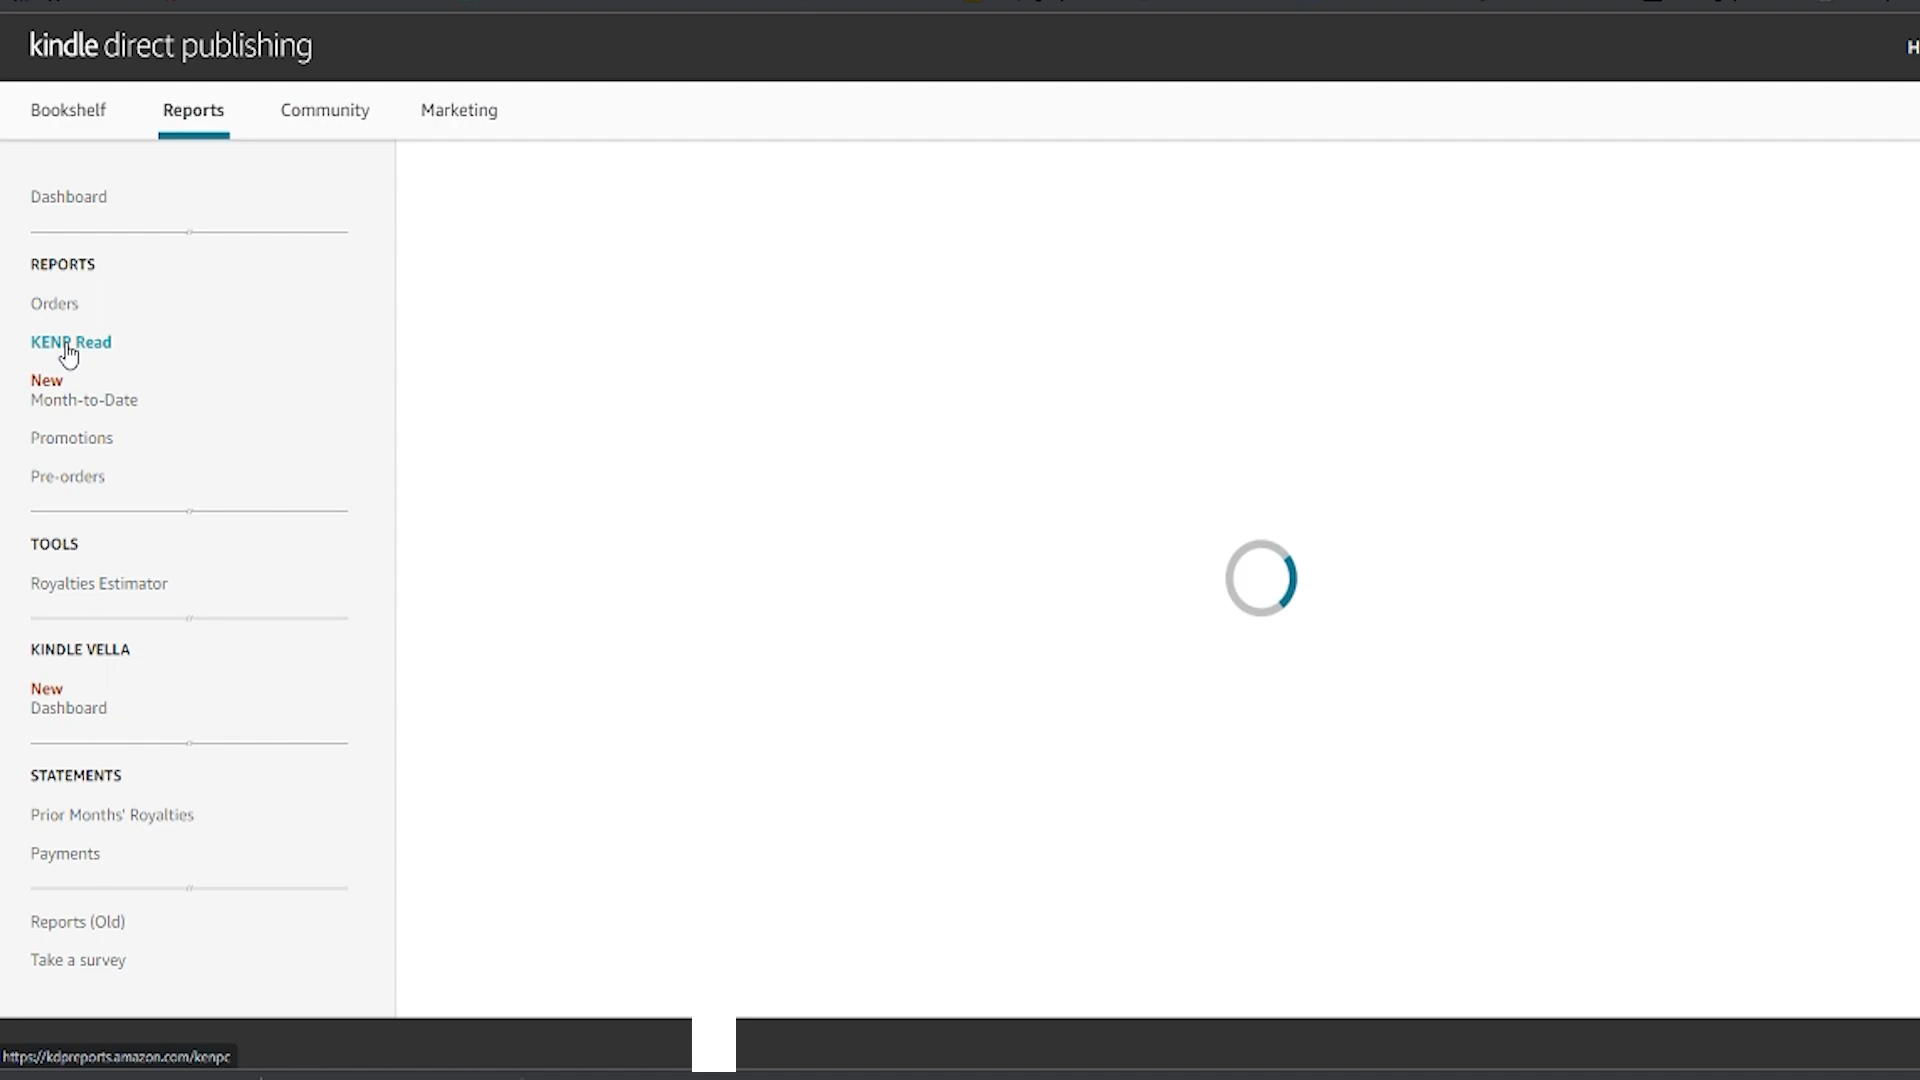 kindle direct publishing
H
Bookshelf
Reports
Community
Marketing
Dashboard
REPORTS
Orders
KENP Read
New
Month-to-Date
Promotions
Pre-orders
TOOLS
Royalties Estimator
KINDLE VELLA
New
Dashboard
STATEMENTS
Prior Months' Royalties
Payments
Reports (Old)
Take a survey
https://kdpreports.amazon.com/kenpc